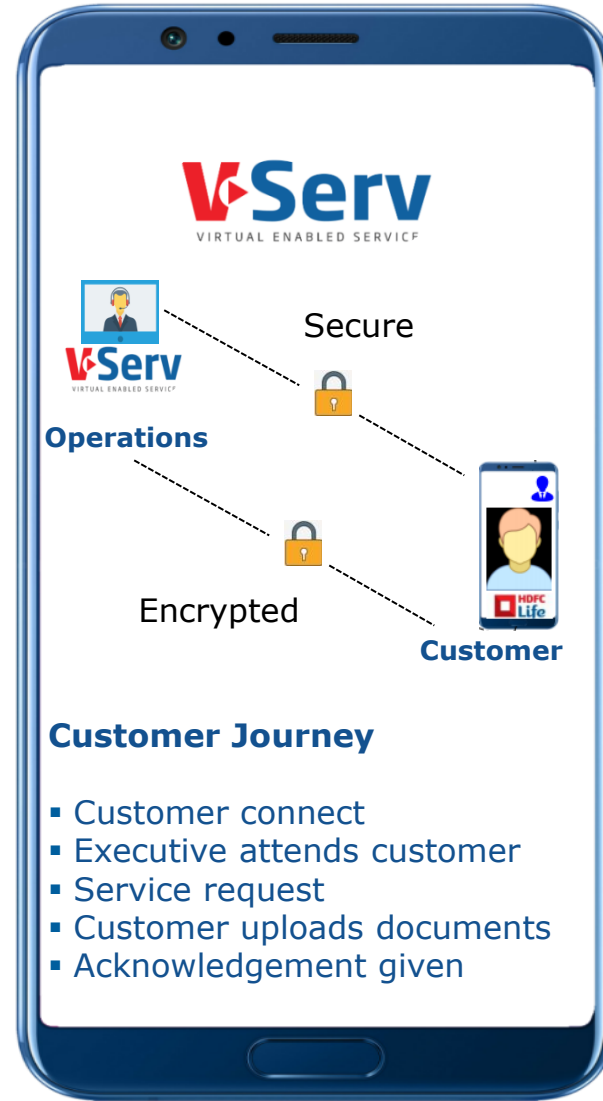 V-Serv
VIRTUAL ENABLED SERVICE
Secure
V-Serv
VIRTUAL ENABLED SERVICE
Operations
HDFC
Life
Encrypted
Customer
Customer Journey
▪ Customer connect
▪ Executive attends customer
▪ Service request
▪ Customer uploads documents
▪ Acknowledgement given